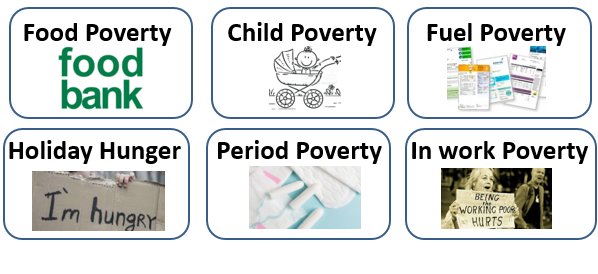 Food Poverty
food
bank
Child Poverty
Fuel Poverty
Holiday Hunger
I'm hungry
Period Poverty
In work Poverty
BEING
THE
WORKING POOR
HURTS